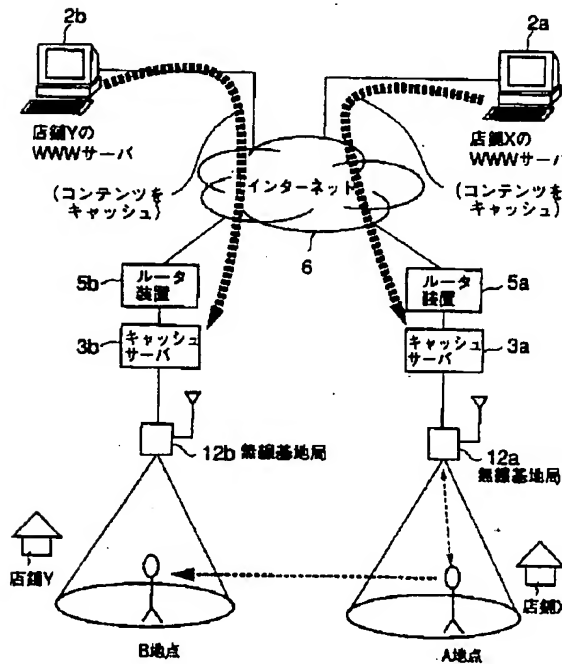 2b
2a
店舗Yの
WWWサーバ
店舗Xの
WWWサーバ
(コンテンツを
キャッシュ)
インターネット
(コンテンツを
キャッシュ)
6
5b
ルータ
装置
ルータ
装置
5a
3b
キャッシュ
サーバ
キャッシュ
サーバ
3a
12b 無線基地局
12a
無線基地局
店舗Y
店舗X
B地点
A地点